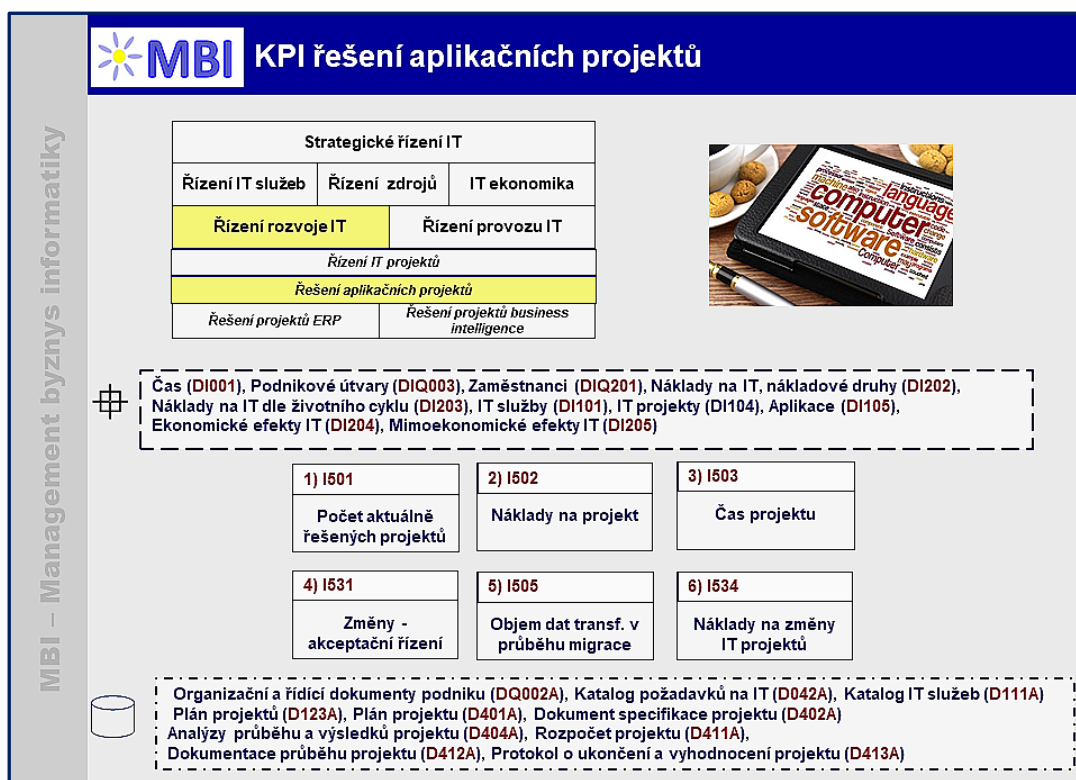 MBI – Management byznys informatiky
MBI
KPI řešení aplikačních projektů
Strategické řízení IT
Řízení IT služeb
Řízení zdrojů
IT ekonomika
Řízení rozvoje IT
Řízení provozu IT
Řízení IT projektů
Řešení aplikačních projektů
Řešení projektů ERP
Řešení projektů business
intelligence
instructions
language
machine
computer
software
Computer
hardware
Software
consists
code
change
Čas (DI001), Podnikové útvary (DIQ003), Zaměstnanci (DIQ201), Náklady na IT, nákladové druhy (DI202),
Náklady na IT dle životního cyklu (DI203), IT služby (DI101), IT projekty (DI104), Aplikace (DI105),
Ekonomické efekty IT (DI204), Mimoekonomické efekty IT (DI205)
1) I501
Počet aktuálně
řešených projektů
2) I502
Náklady na projekt
3) I503
Čas projektu
4) I531
Změny -
akceptační řízení
5) I505
Objem dat transf. v
průběhu migrace
6) I534
Náklady na změny
IT projektů
Organizační a řídící dokumenty podniku (DQ002A), Katalog požadavků na IT (D042A), Katalog IT služeb (D111A)
Plán projektů (D123A), Plán projektu (D401A), Dokument specifikace projektu (D402A)
Analýzy průběhu a výsledků projektu (D404A), Rozpočet projektu (D411A),
Dokumentace průběhu projektu (D412A), Protokol o ukončení a vyhodnocení projektu (D413A)